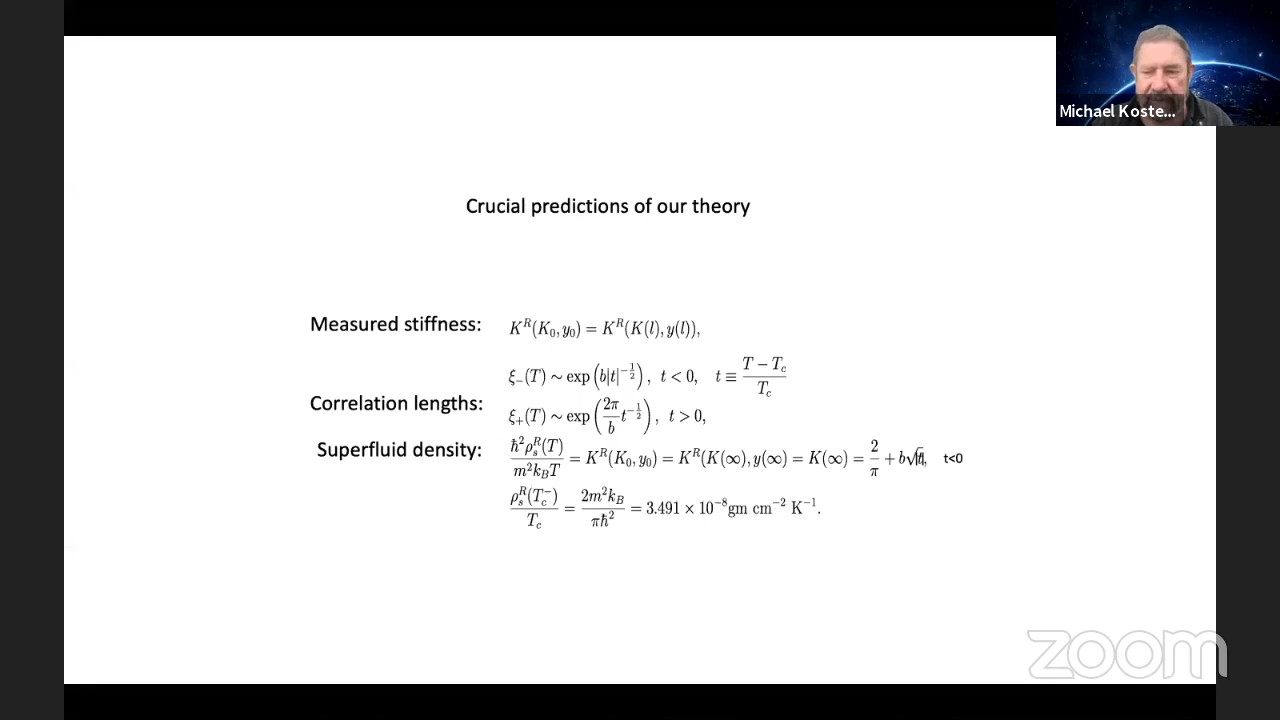 Michael Koste...
Crucial predictions of our theory
Measured stiffness: K^R(K_0, y_0) = K^R(K(l), y(l)),
ξ_−(T) ∼ exp(b|t|^{−1/2}), t < 0, t ≡ (T − T_c)/T_c
Correlation lengths: ξ_+(T) ∼ exp((2π/b) t^{−1/2}), t > 0,
Superfluid density: ħ²ρ_s^R(T)/(m²k_BT) = K^R(K_0, y_0) = K^R(K(∞), y(∞) = K(∞) = 2/π + b√|t|, t<0
ρ_s^R(T_c^−)/T_c = 2m²k_B/(πħ²) = 3.491 × 10^{−8}gm cm^{−2} K^{−1}.
zoom